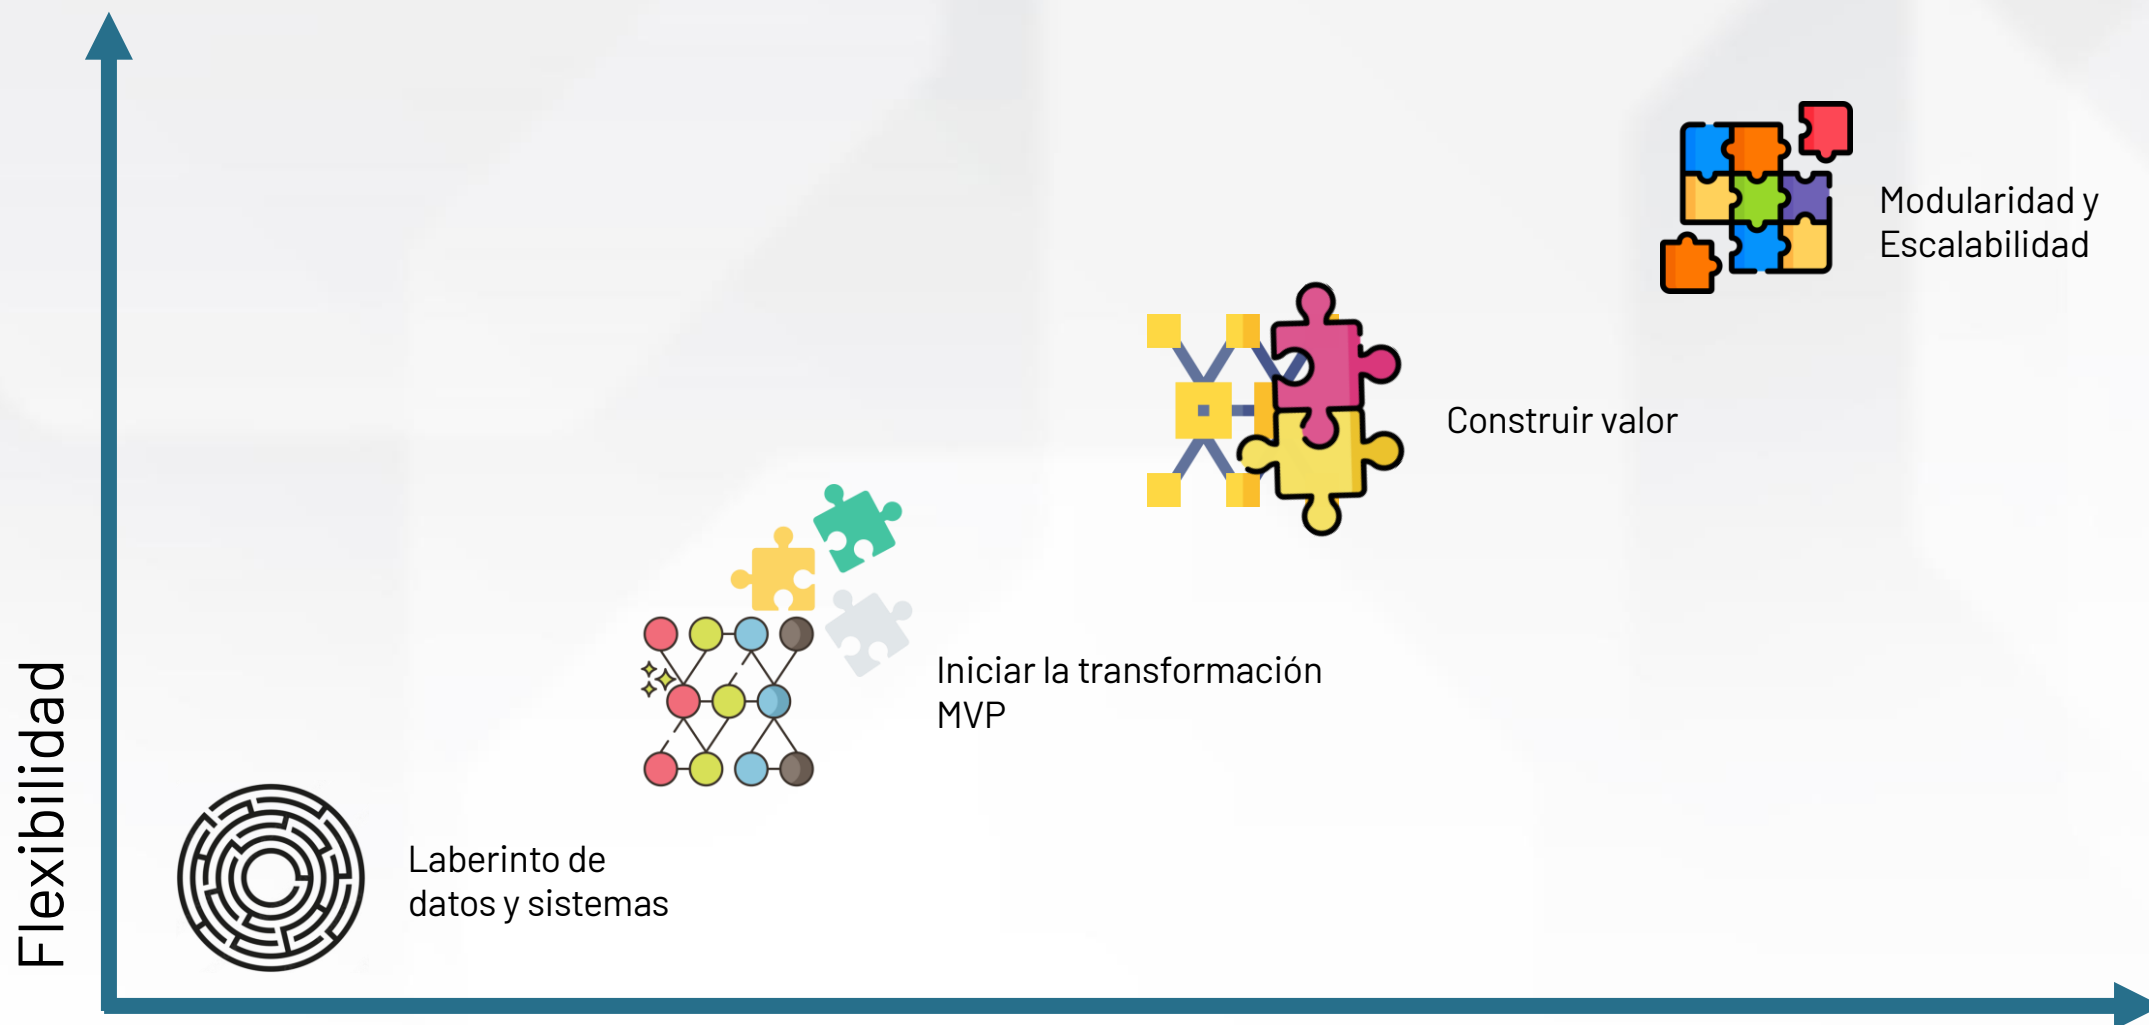 Modularidad y
Escalabilidad
Construir valor
Iniciar la transformación
MVP
Laberinto de
datos y sistemas
Flexibilidad